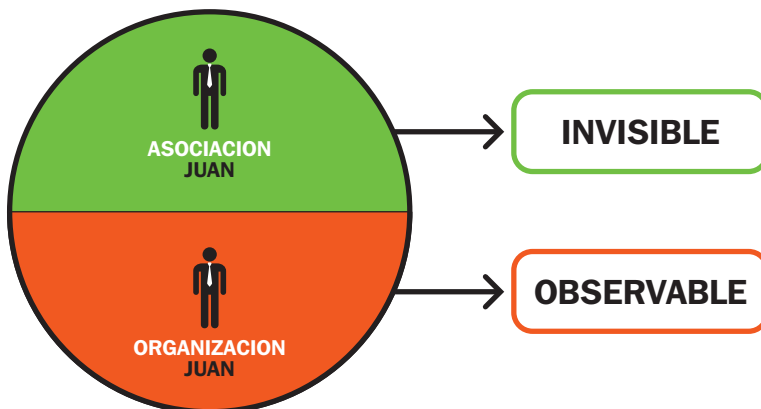 ASOCIACION
JUAN
INVISIBLE
ORGANIZACION
JUAN
OBSERVABLE